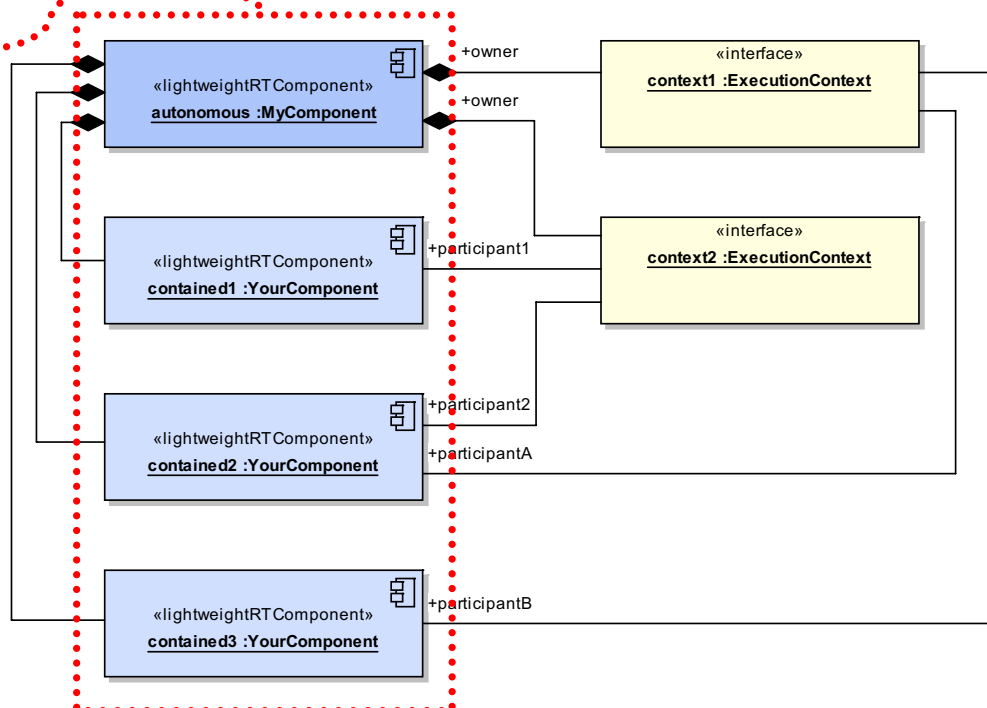 +owner
«lightweightRTComponent»
autonomous :MyComponent
«interface»
context1 :ExecutionContext
+owner
«lightweightRTComponent»
contained1 :YourComponent
+participant1
«interface»
context2 :ExecutionContext
+participant2
«lightweightRTComponent»
contained2 :YourComponent
+participantA
«lightweightRTComponent»
contained3 :YourComponent
+participantB